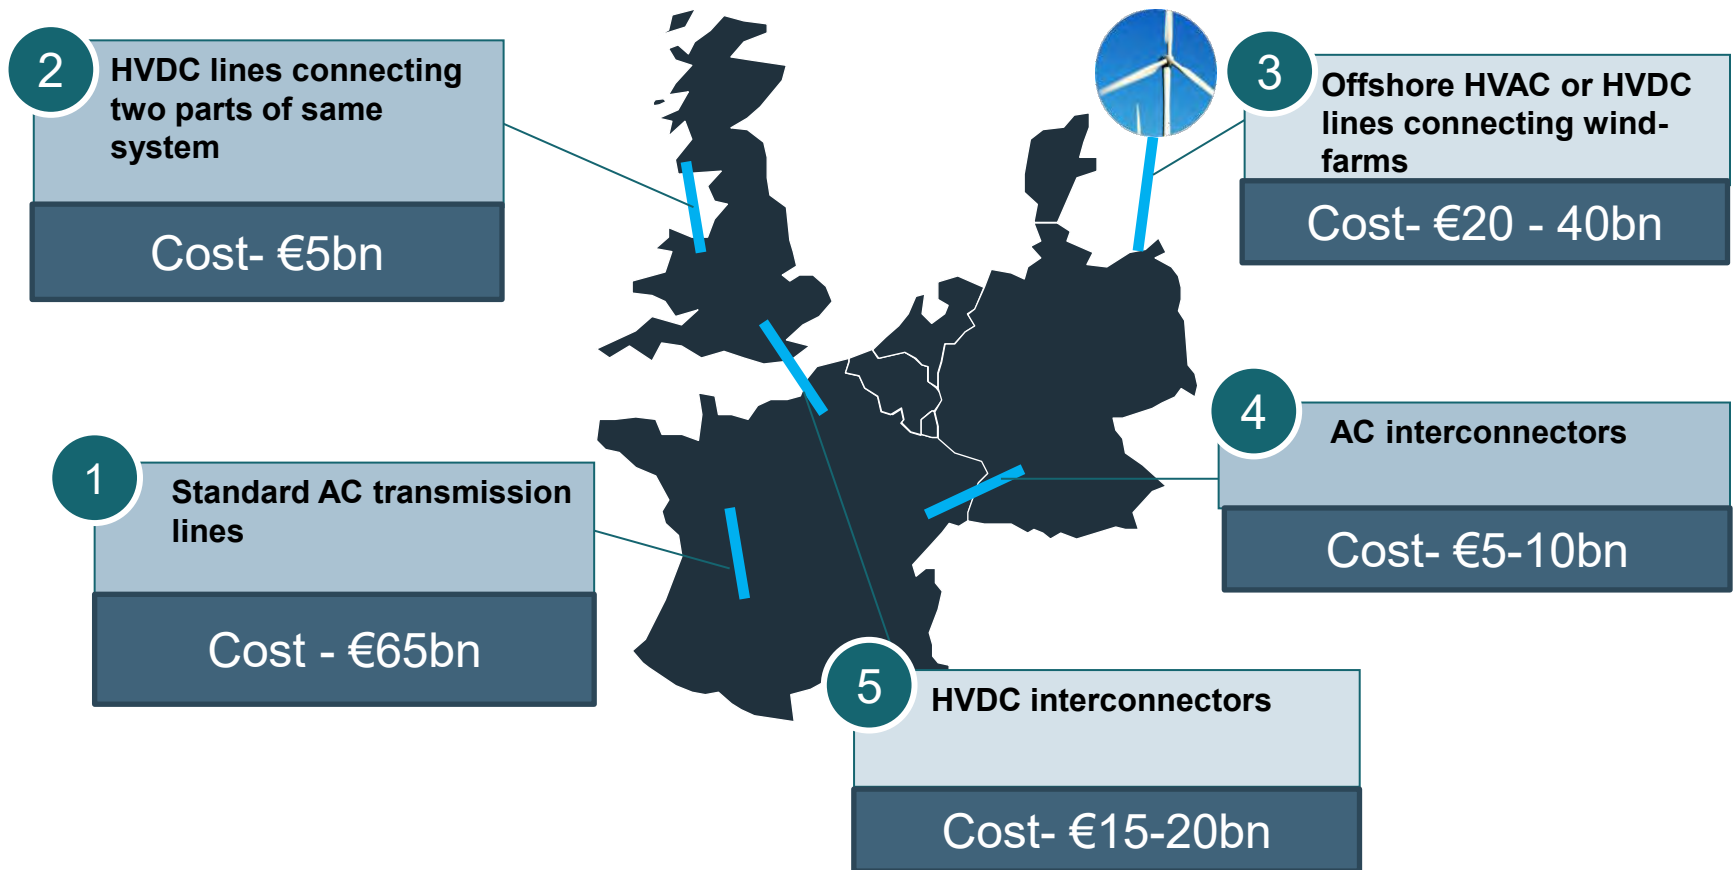 2
HVDC lines connecting
two parts of same
system
Cost- €5bn
3
Offshore HVAC or HVDC
lines connecting wind-
farms
Cost- €20 - 40bn
1
Standard AC transmission
lines
Cost - €65bn
4
AC interconnectors
Cost- €5-10bn
5
HVDC interconnectors
Cost- €15-20bn